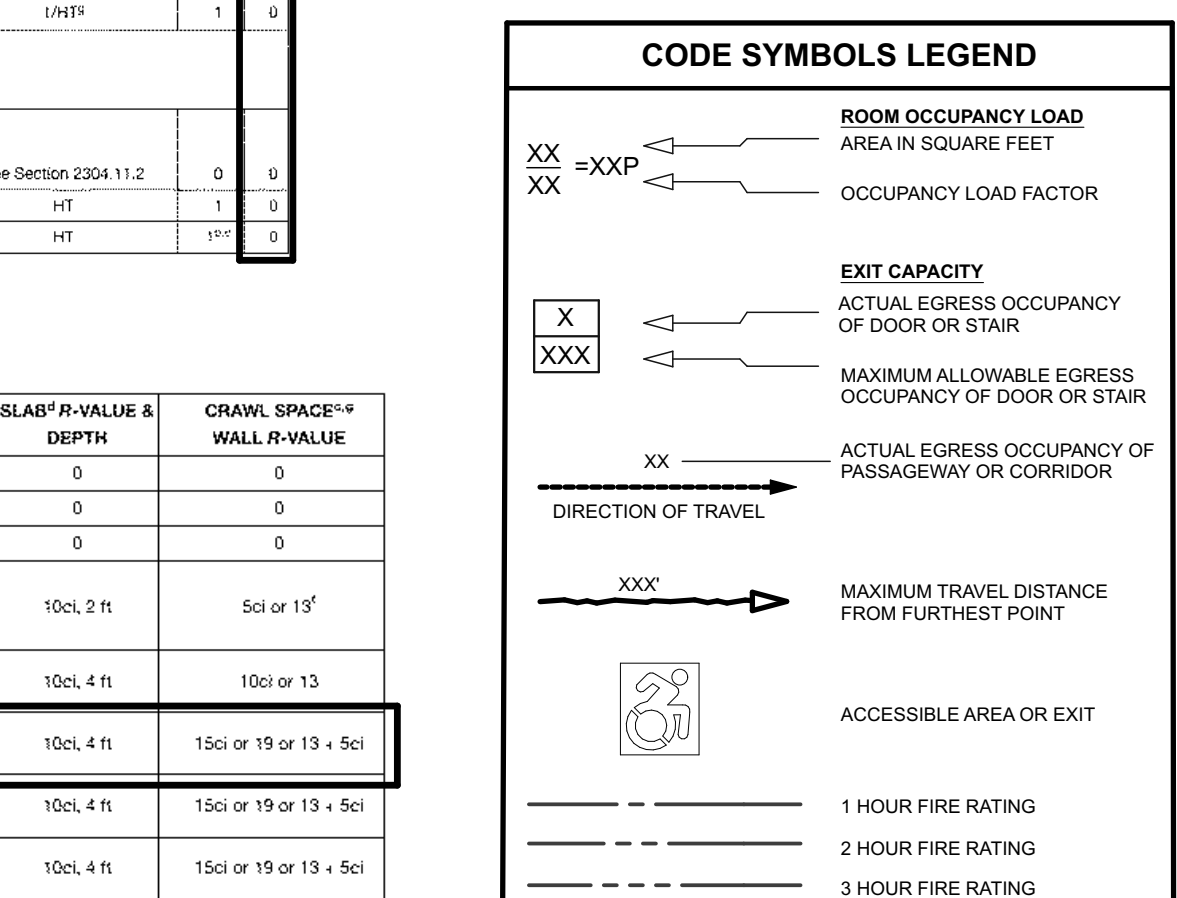 1/HTg
1
0
e Section 2304.11.2
0
0
HT
1
0
HT
0
SLABd R-VALUE &
DEPTH
CRAWL SPACEc,g
WALL R-VALUE
0
0
0
0
0
0
10ci, 2 ft
5ci or 13f
10ci, 4 ft
10ci or 13
10ci, 4 ft
15ci or 19 or 13 + 5ci
10ci, 4 ft
15ci or 19 or 13 + 5ci
10ci, 4 ft
15ci or 19 or 13 + 5ci
CODE SYMBOLS LEGEND
ROOM OCCUPANCY LOAD
XX
XX
=XXP
AREA IN SQUARE FEET
OCCUPANCY LOAD FACTOR
EXIT CAPACITY
X
XXX
ACTUAL EGRESS OCCUPANCY
OF DOOR OR STAIR
MAXIMUM ALLOWABLE EGRESS
OCCUPANCY OF DOOR OR STAIR
XX
DIRECTION OF TRAVEL
ACTUAL EGRESS OCCUPANCY OF
PASSAGEWAY OR CORRIDOR
XXX'
MAXIMUM TRAVEL DISTANCE
FROM FURTHEST POINT
ACCESSIBLE AREA OR EXIT
1 HOUR FIRE RATING
2 HOUR FIRE RATING
3 HOUR FIRE RATING